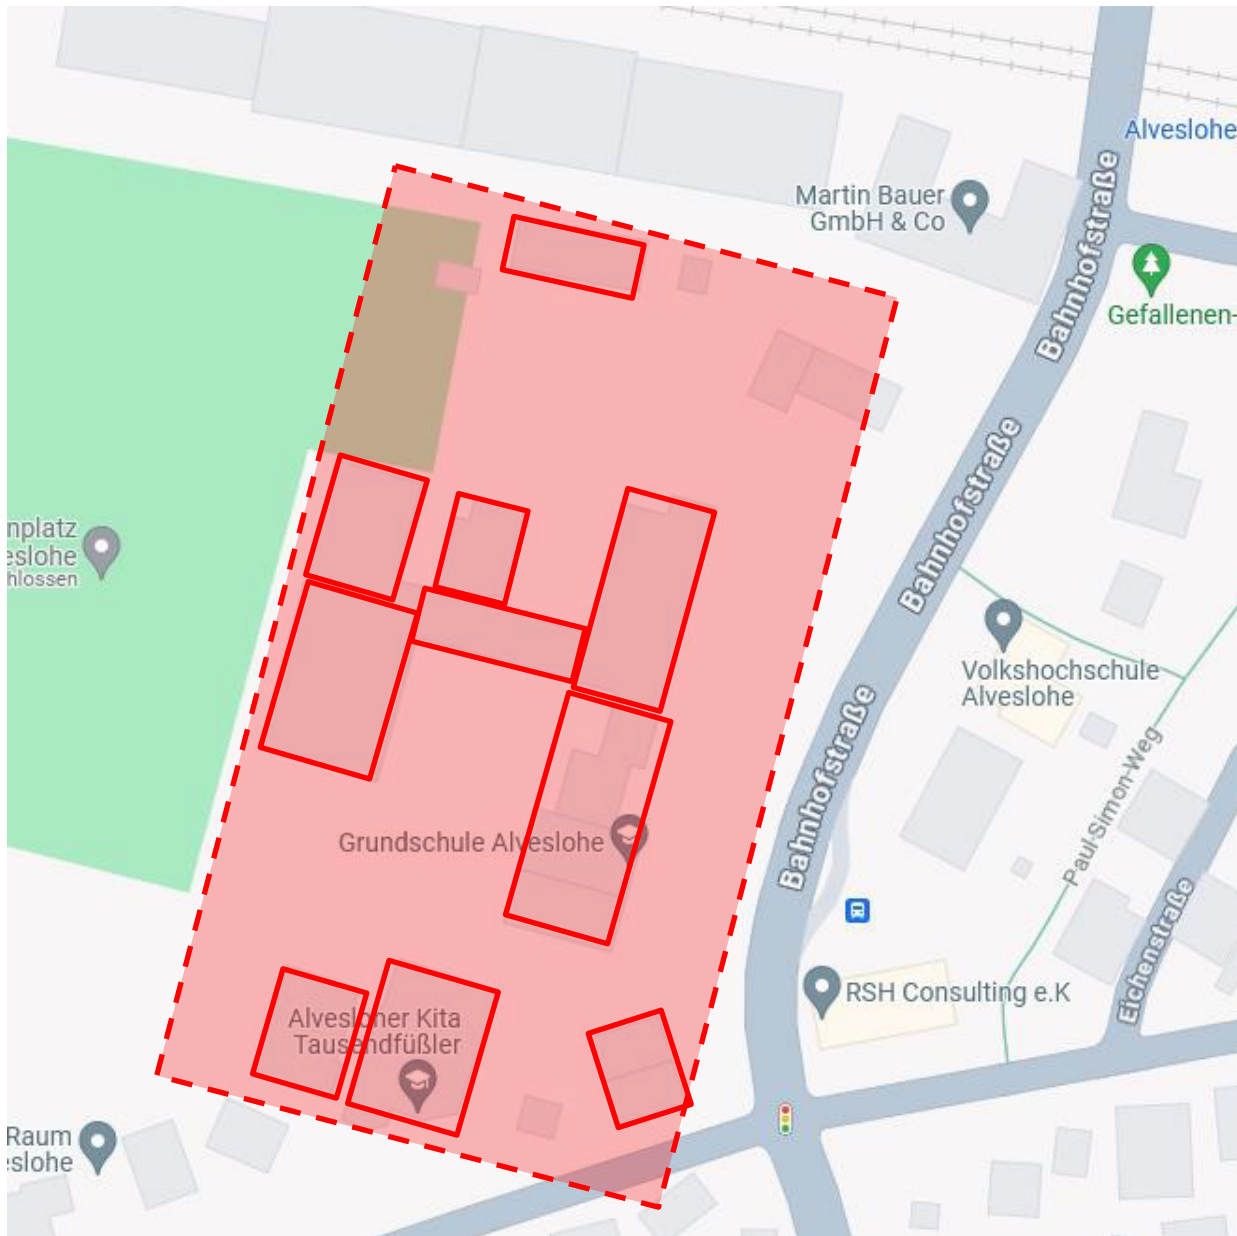 Alveslohe
Martin Bauer
GmbH & Co
Bahnhofstraße
Gefallenen-
Bahnhofstraße
nplatz
eslohe
hlossen
Volkshochschule
Alveslohe
Bahnhofstraße
Paul-Simon-Weg
Grundschule Alveslohe
Eichenstraße
RSH Consulting e.K
Alvesloher Kita
Tausendfüßler
Raum
eslohe